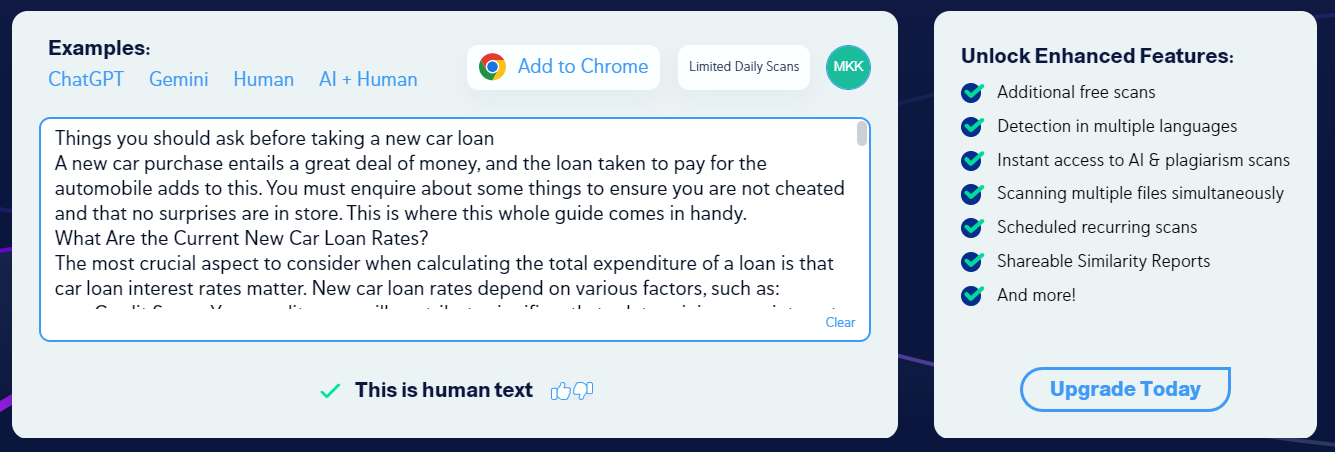 Examples:
ChatGPT Gemini Human AI + Human
Add to Chrome
Limited Daily Scans
MKK
Things you should ask before taking a new car loan
A new car purchase entails a great deal of money, and the loan taken to pay for the
automobile adds to this. You must enquire about some things to ensure you are not cheated
and that no surprises are in store. This is where this whole guide comes in handy.
What Are the Current New Car Loan Rates?
The most crucial aspect to consider when calculating the total expenditure of a loan is that
car loan interest rates matter. New car loan rates depend on various factors, such as:
Clear
This is human text
Unlock Enhanced Features:
Additional free scans
Detection in multiple languages
Instant access to AI & plagiarism scans
Scanning multiple files simultaneously
Scheduled recurring scans
Shareable Similarity Reports
And more!
Upgrade Today